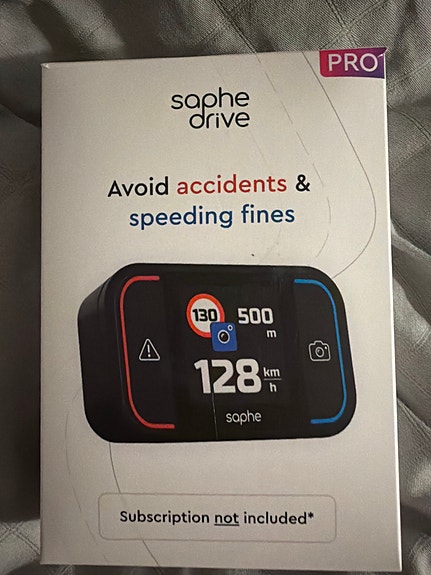 PRO
saphe
drive
Avoid accidents &
speeding fines
130 500
m
128 km
h
saphe
Subscription not included*